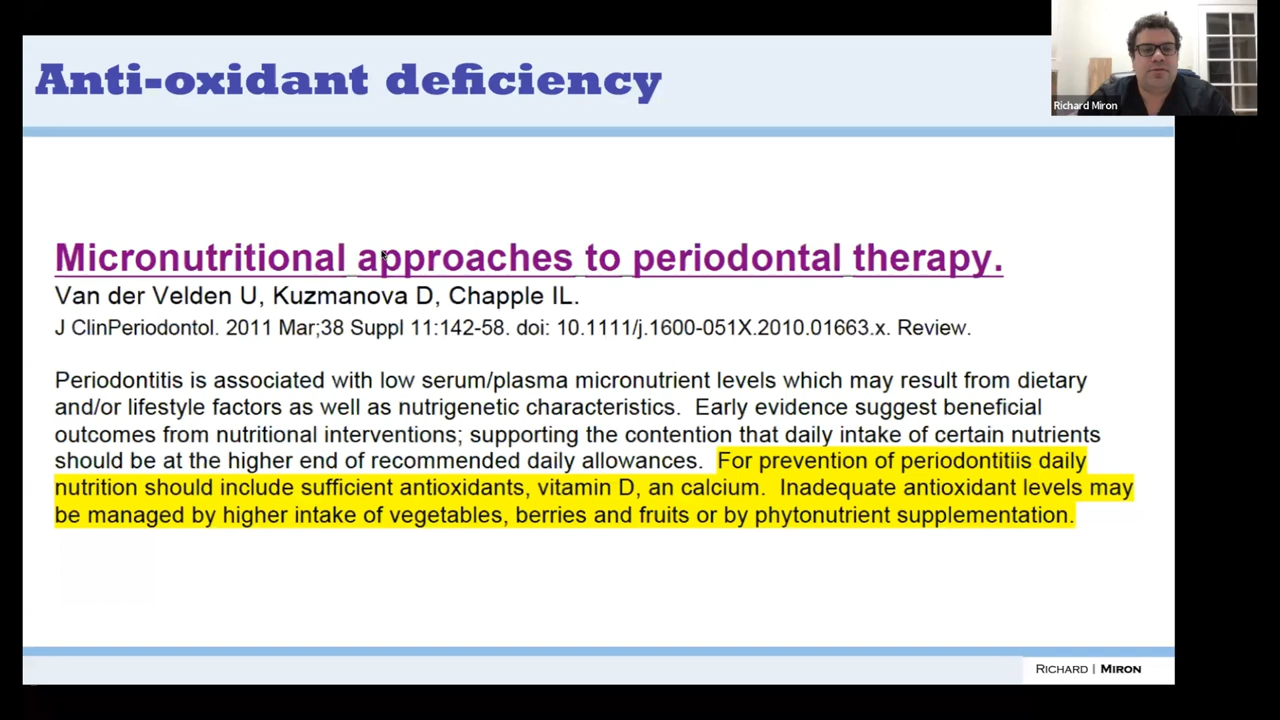 Anti-oxidant deficiency
Richard Miron
Micronutritional approaches to periodontal therapy.
Van der Velden U, Kuzmanova D, Chapple IL.
J ClinPeriodontol. 2011 Mar;38 Suppl 11:142-58. doi: 10.1111/j.1600-051X.2010.01663.x. Review.
Periodontitis is associated with low serum/plasma micronutrient levels which may result from dietary
and/or lifestyle factors as well as nutrigenetic characteristics. Early evidence suggest beneficial
outcomes from nutritional interventions; supporting the contention that daily intake of certain nutrients
should be at the higher end of recommended daily allowances. For prevention of periodontitiis daily
nutrition should include sufficient antioxidants, vitamin D, an calcium. Inadequate antioxidant levels may
be managed by higher intake of vegetables, berries and fruits or by phytonutrient supplementation.
RICHARD | MIRON